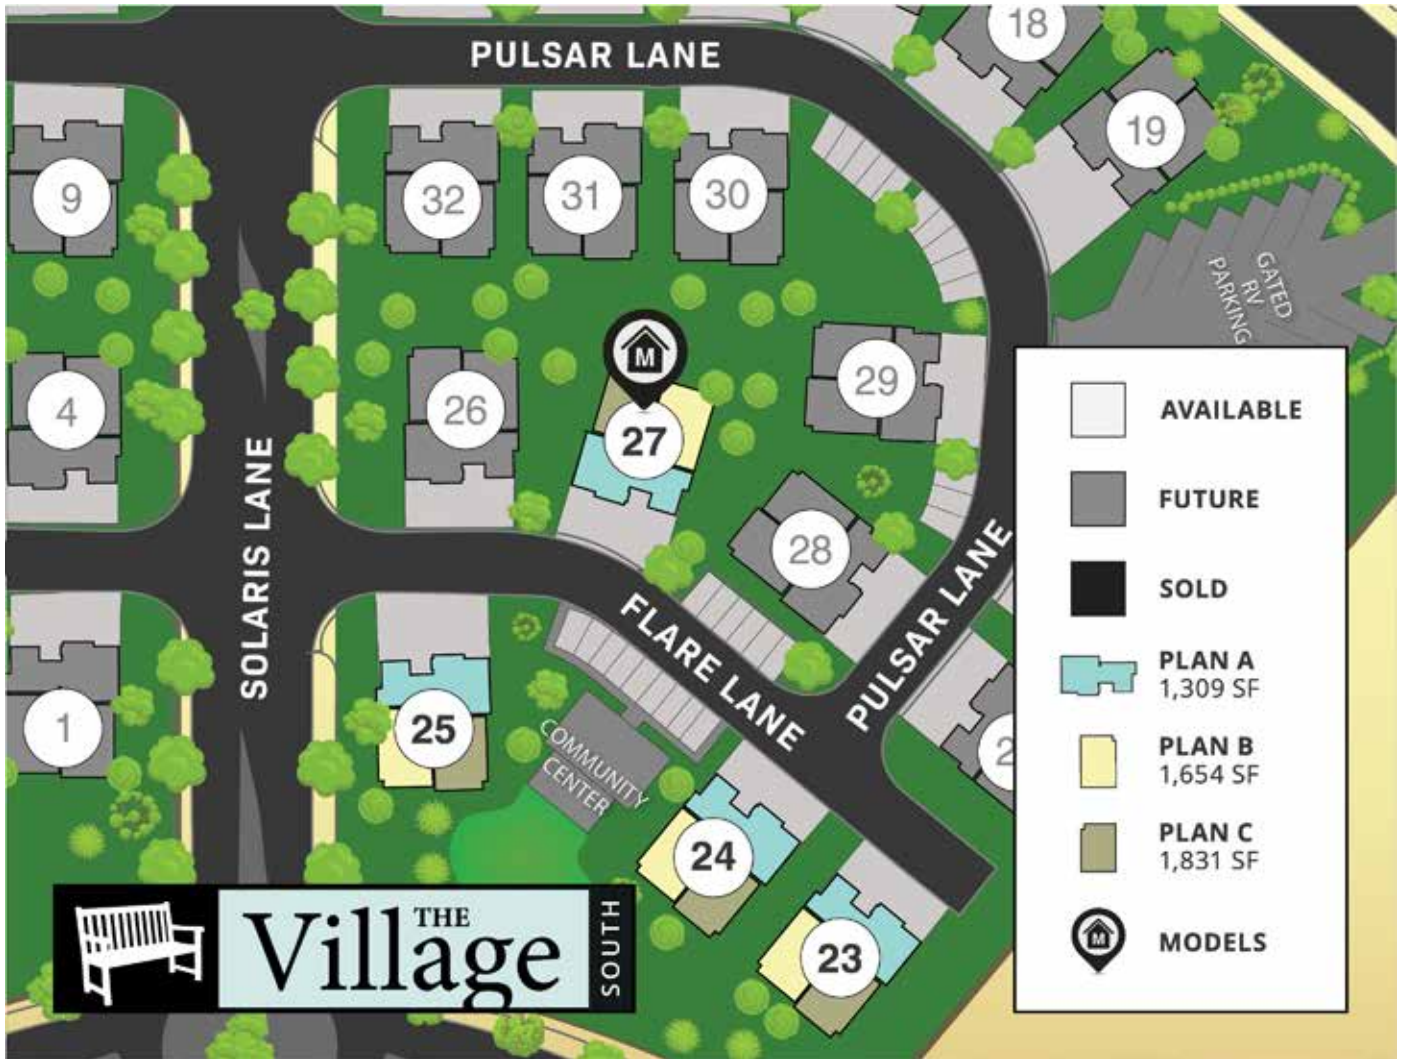 PULSAR LANE
18
19
9
32
31
30
GATED
RV
PARKING
M
29
4
26
27
28
SOLARIS LANE
PULSAR LANE
FLARE LANE
1
25
COMMUNITY
CENTER
24
23
THE
Village
SOUTH
AVAILABLE
FUTURE
SOLD
PLAN A
1,309 SF
PLAN B
1,654 SF
PLAN C
1,831 SF
M
MODELS